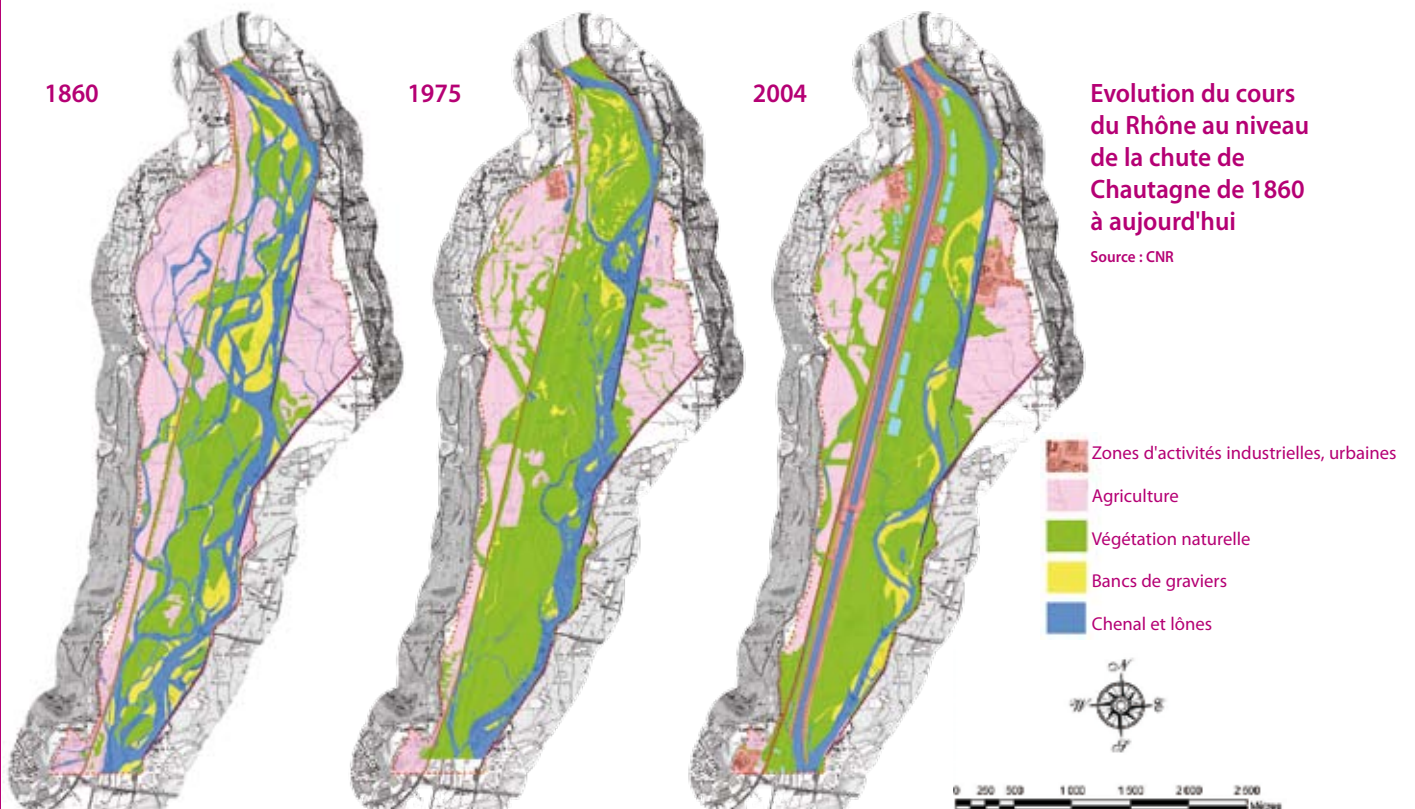 1860
1975
2004
Evolution du cours
du Rhône au niveau
de la chute de
Chautagne de 1860
à aujourd'hui
Source : CNR
Zones d'activités industrielles, urbaines
Agriculture
Végétation naturelle
Bancs de graviers
Chenal et lônes
N
W E
S
0 250 500 1 000 1 500 2 000 2 500
Mètres